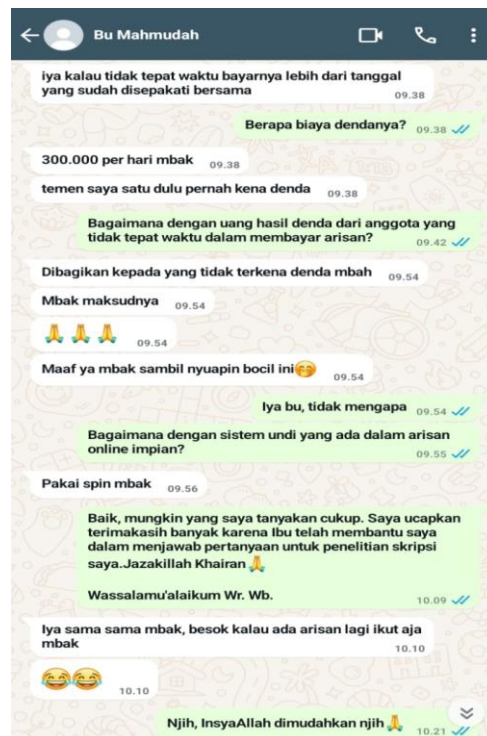 Bu Mahmudah
iya kalau tidak tepat waktu bayarnya lebih dari tanggal
yang sudah disepakati bersama
09.38
Berapa biaya dendanya? 09.38
300.000 per hari mbak 09.38
temen saya satu dulu pernah kena denda 09.38
Bagaimana dengan uang hasil denda dari anggota yang
tidak tepat waktu dalam membayar arisan?
09.42
Dibagikan kepada yang tidak terkena denda mbah 09.54
Mbak maksudnya 09.54
🙏 🙏 🙏 09.54
Maaf ya mbak sambil nyuapin bocil ini🤭 09.54
Iya bu, tidak mengapa 09.54
Bagaimana dengan sistem undi yang ada dalam arisan
online impian?
09.55
Pakai spin mbak 09.56
Baik, mungkin yang saya tanyakan cukup. Saya ucapkan
terimakasih banyak karena Ibu telah membantu saya
dalam menjawab pertanyaan untuk penelitian skripsi
saya.Jazakillah Khairan 🙏
Wassalamu'alaikum Wr. Wb.
10.09
Iya sama sama mbak, besok kalau ada arisan lagi ikut aja
mbak
10.10
😂😂 10.10
Njih, InsyaAllah dimudahkan njih 🙏 10.21